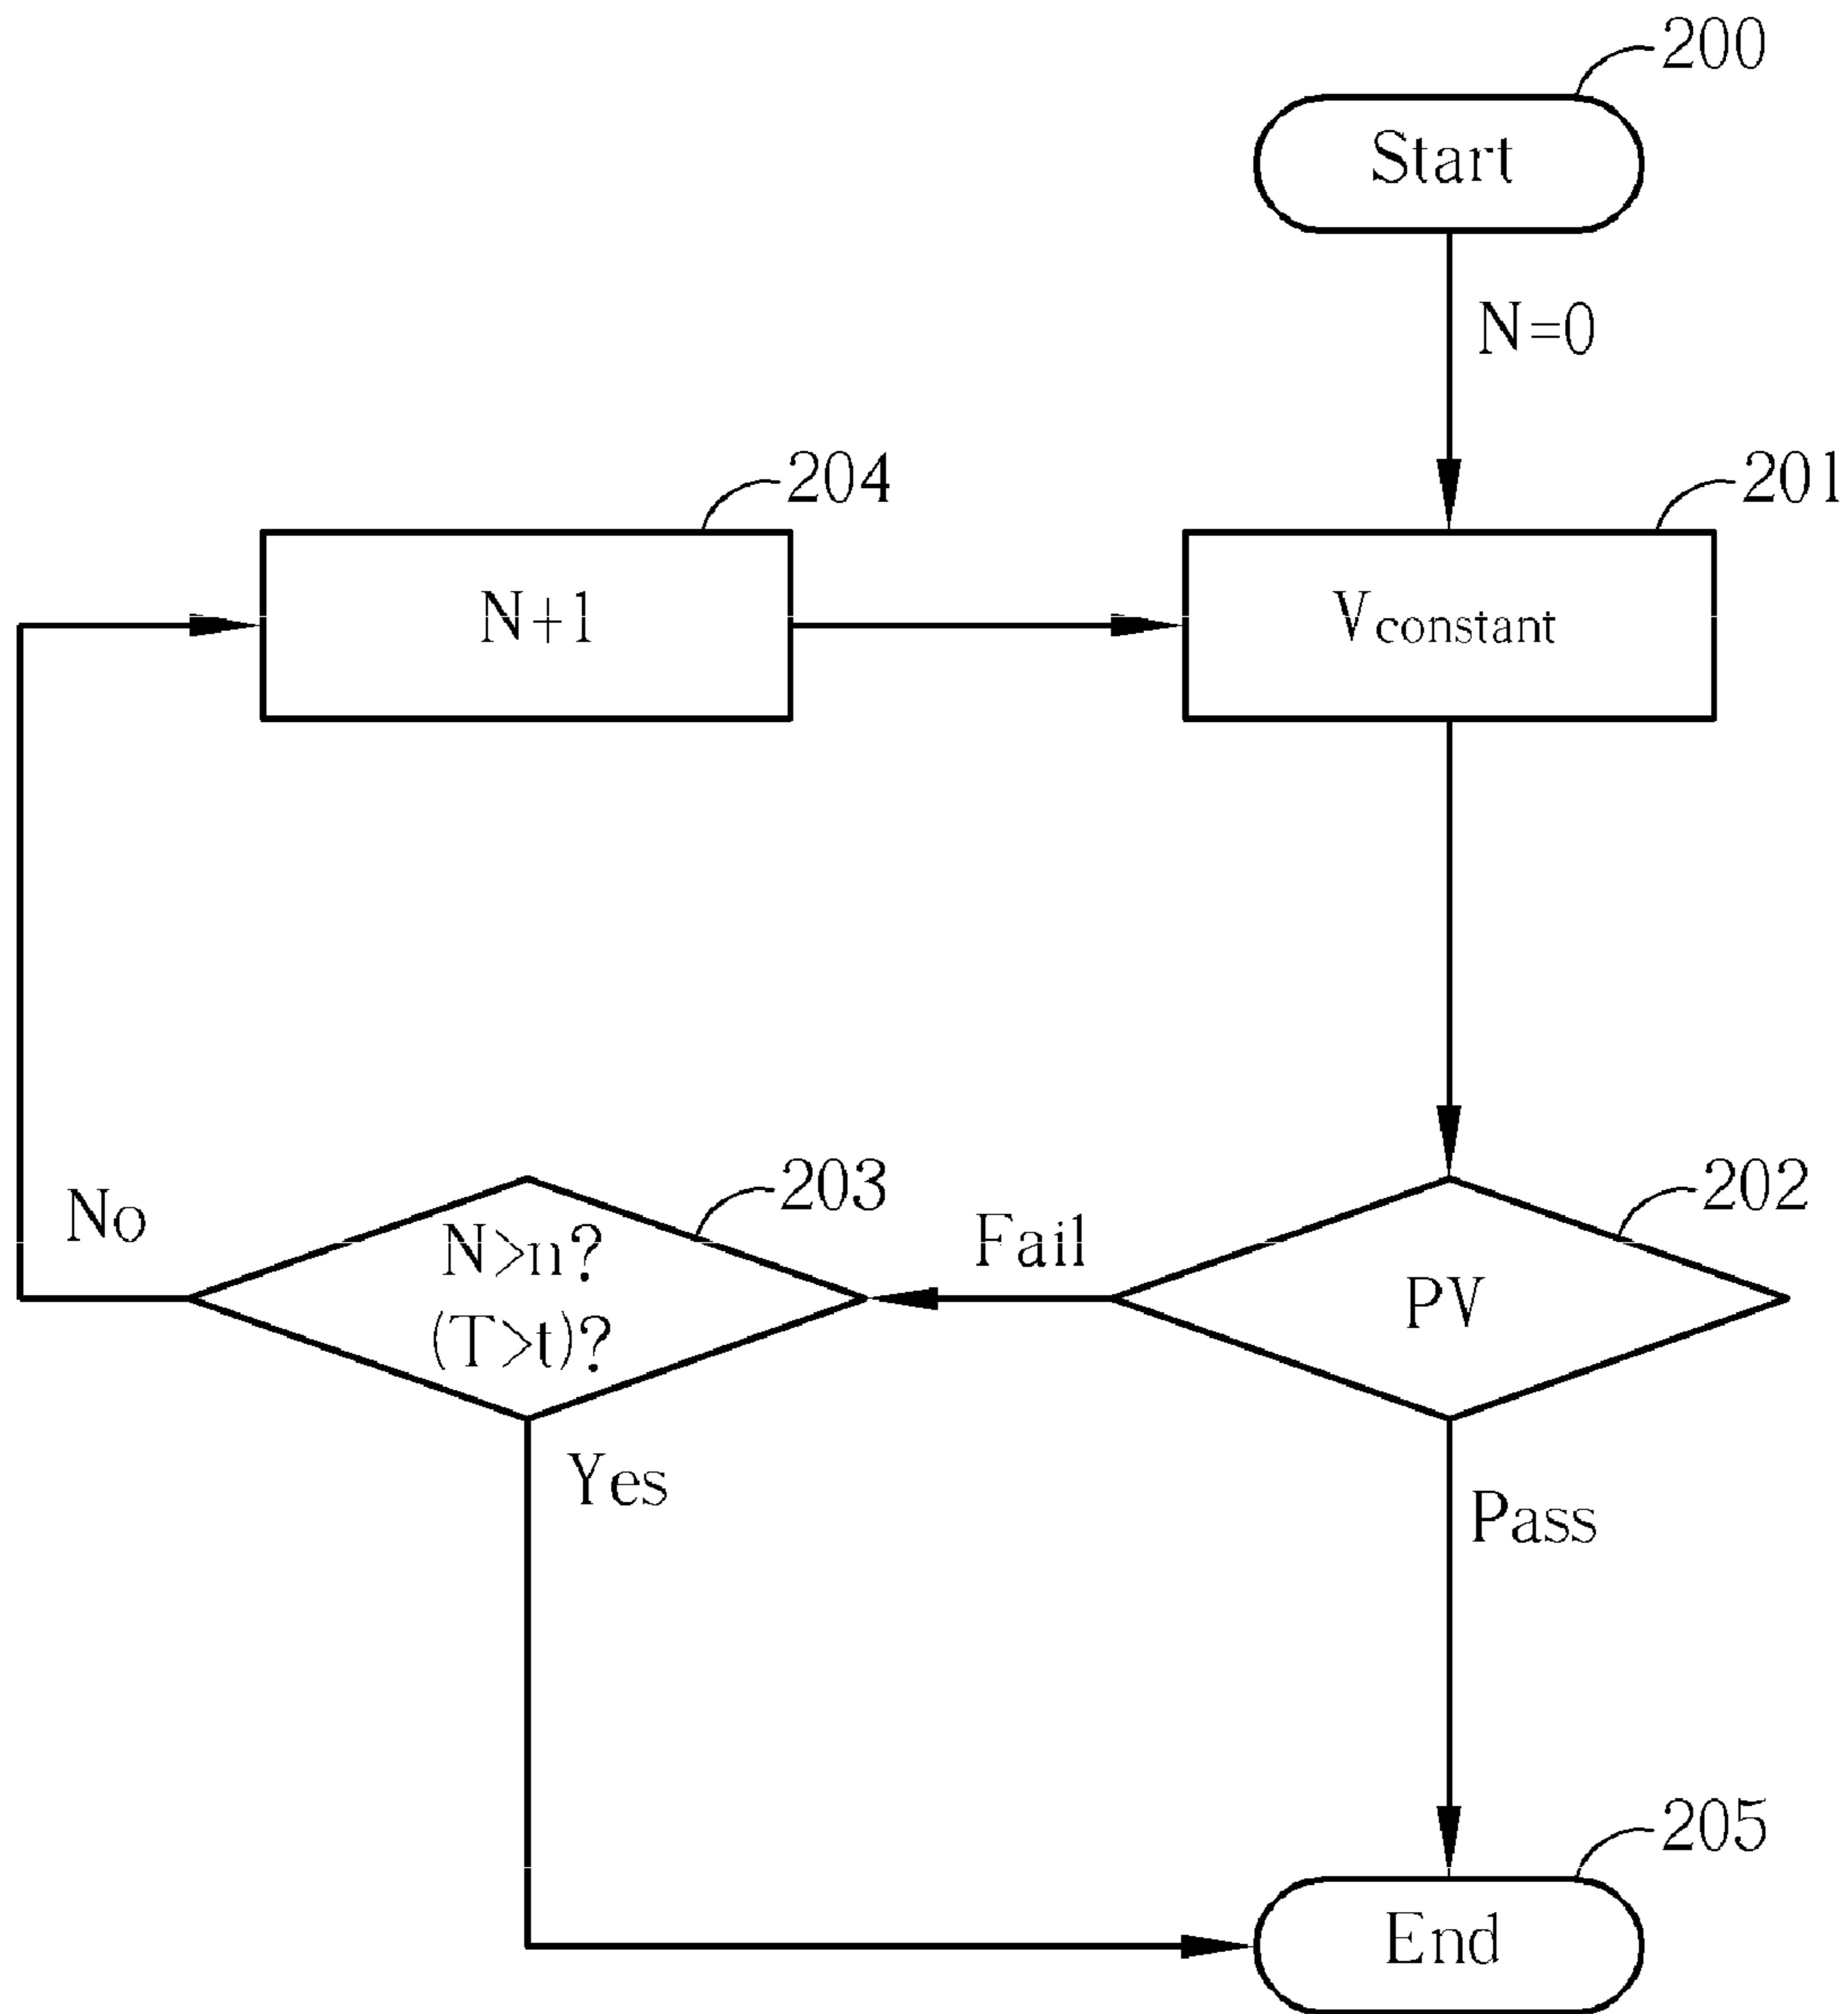 200
Start
N=0
204
201
N+1
Vconstant
No
203
202
N>n?
(T>t)?
Fail
PV
Yes
Pass
205
End